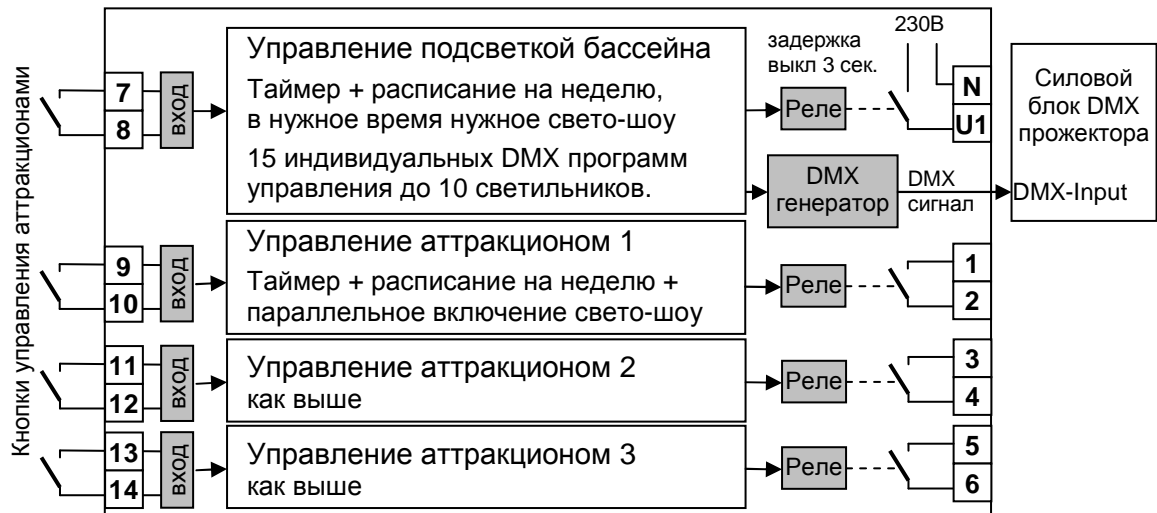 Кнопки управления аттракционами
7
8
вход
Управление подсветкой бассейна
Таймер + расписание на неделю,
в нужное время нужное свето-шоу
15 индивидуальных DMX программ
управления до 10 светильников.
задержка
выкл 3 сек.
230В
Реле
N
U1
DMX
генератор
DMX
сигнал
Силовой
блок DMX
прожектора
DMX-Input
9
10
вход
Управление аттракционом 1
Таймер + расписание на неделю +
параллельное включение свето-шоу
Реле
1
2
11
12
вход
Управление аттракционом 2
как выше
Реле
3
4
13
14
вход
Управление аттракционом 3
как выше
Реле
5
6